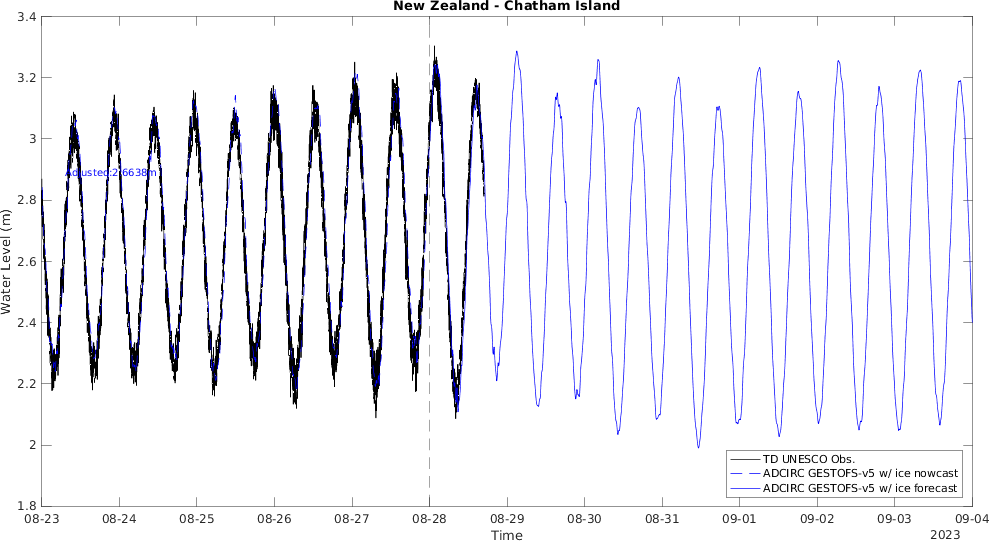 New Zealand - Chatham Island
3.4
3.2
3
2.8
2.6
2.4
2.2
2
1.8
Water Level (m)
Adjusted:2.6638m
TD UNESCO Obs.
ADCIRC GESTOFS-v5 w/ ice nowcast
ADCIRC GESTOFS-v5 w/ ice forecast
08-23 08-24 08-25 08-26 08-27 08-28 08-29 08-30 08-31 09-01 09-02 09-03 09-04
Time
2023